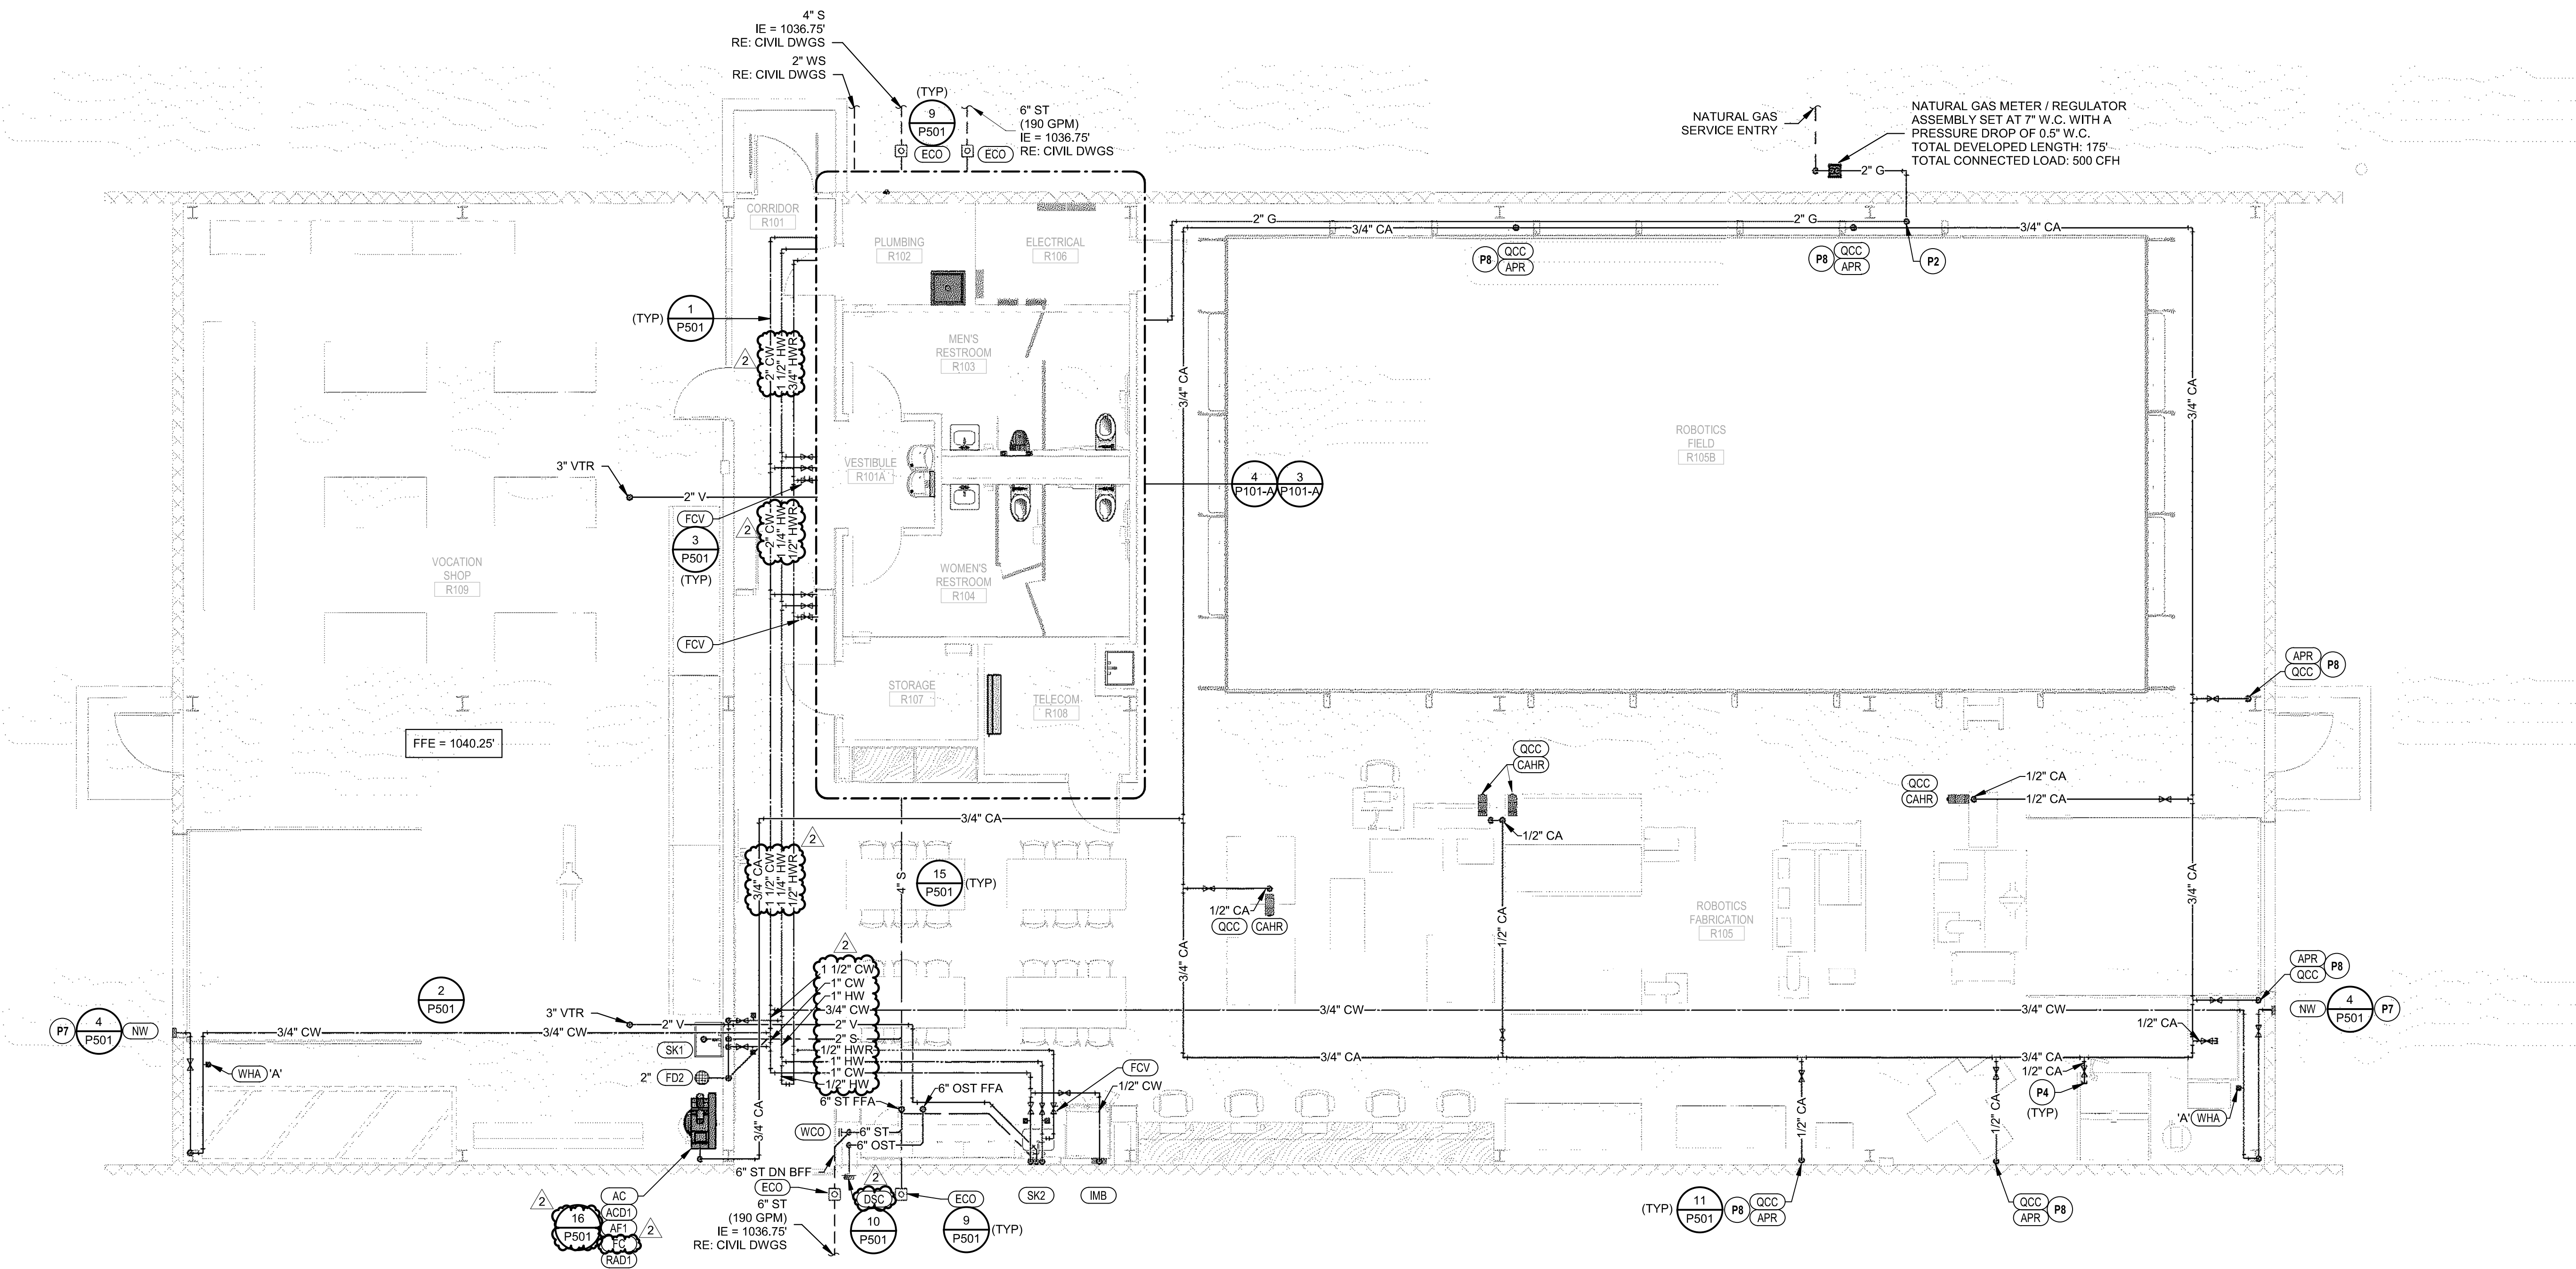 4" S
IE = 1036.75'
RE: CIVIL DWGS
2" WS
RE: CIVIL DWGS
(TYP)
9
P501
ECO
ECO
6" ST
(190 GPM)
IE = 1036.75'
RE: CIVIL DWGS
NATURAL GAS
SERVICE ENTRY
NATURAL GAS METER / REGULATOR
ASSEMBLY SET AT 7" W.C. WITH A
PRESSURE DROP OF 0.5" W.C.
TOTAL DEVELOPED LENGTH: 175'
TOTAL CONNECTED LOAD: 500 CFH
2" G
CORRIDOR
R101
PLUMBING
R102
ELECTRICAL
R106
2" G
2" G
3/4" CA
3/4" CA
P8
QCC
APR
P8
QCC
APR
P2
(TYP)
1
P501
2
2" CW
1 1/2" HW
3/4" HWR
MEN'S
RESTROOM
R103
3/4" CA
3/4" CA
ROBOTICS
FIELD
R105B
3" VTR
2" V
VESTIBULE
R101A
4
P101-A
3
P101-A
FCV
3
P501
(TYP)
2
2" CW
1 1/4" HW
1/2" HWR
VOCATION
SHOP
R109
WOMEN'S
RESTROOM
R104
FCV
STORAGE
R107
TELECOM
R108
APR
QCC
P8
FFE = 1040.25'
QCC
CAHR
QCC
CAHR
1/2" CA
1/2" CA
3/4" CA
1/2" CA
2
3/4" CA
1 1/2" CW
1 1/4" HW
1/2" HWR
4" S
15
P501
(TYP)
1/2" CA
QCC
CAHR
3/4" CA
1/2" CA
ROBOTICS
FABRICATION
R105
3/4" CA
2
1 1/2" CW
1" CW
1" HW
3/4" CW
2" V
2" S
1/2" HWR
1" HW
1" CW
1/2" HW
2
P501
P7
4
P501
NW
3/4" CW
3/4" CW
3" VTR
2" V
3/4" CW
3/4" CW
APR
QCC
P8
NW
4
P501
P7
1/2" CA
SK1
WHA
'A'
2"
FD2
3/4" CA
3/4" CA
3/4" CA
FCV
1/2" CW
1/2" CA
P4
(TYP)
6" ST FFA
6" OST FFA
WCO
6" ST
6" OST
6" ST DN BFF
1/2" CA
1/2" CA
'A'
WHA
2
AC
ACD1
AF1
FC
RAD1
2
16
P501
ECO
6" ST
(190 GPM)
IE = 1036.75'
RE: CIVIL DWGS
2
DSC
10
P501
ECO
9
P501
(TYP)
SK2
IMB
(TYP)
11
P501
P8
QCC
APR
QCC
APR
P8